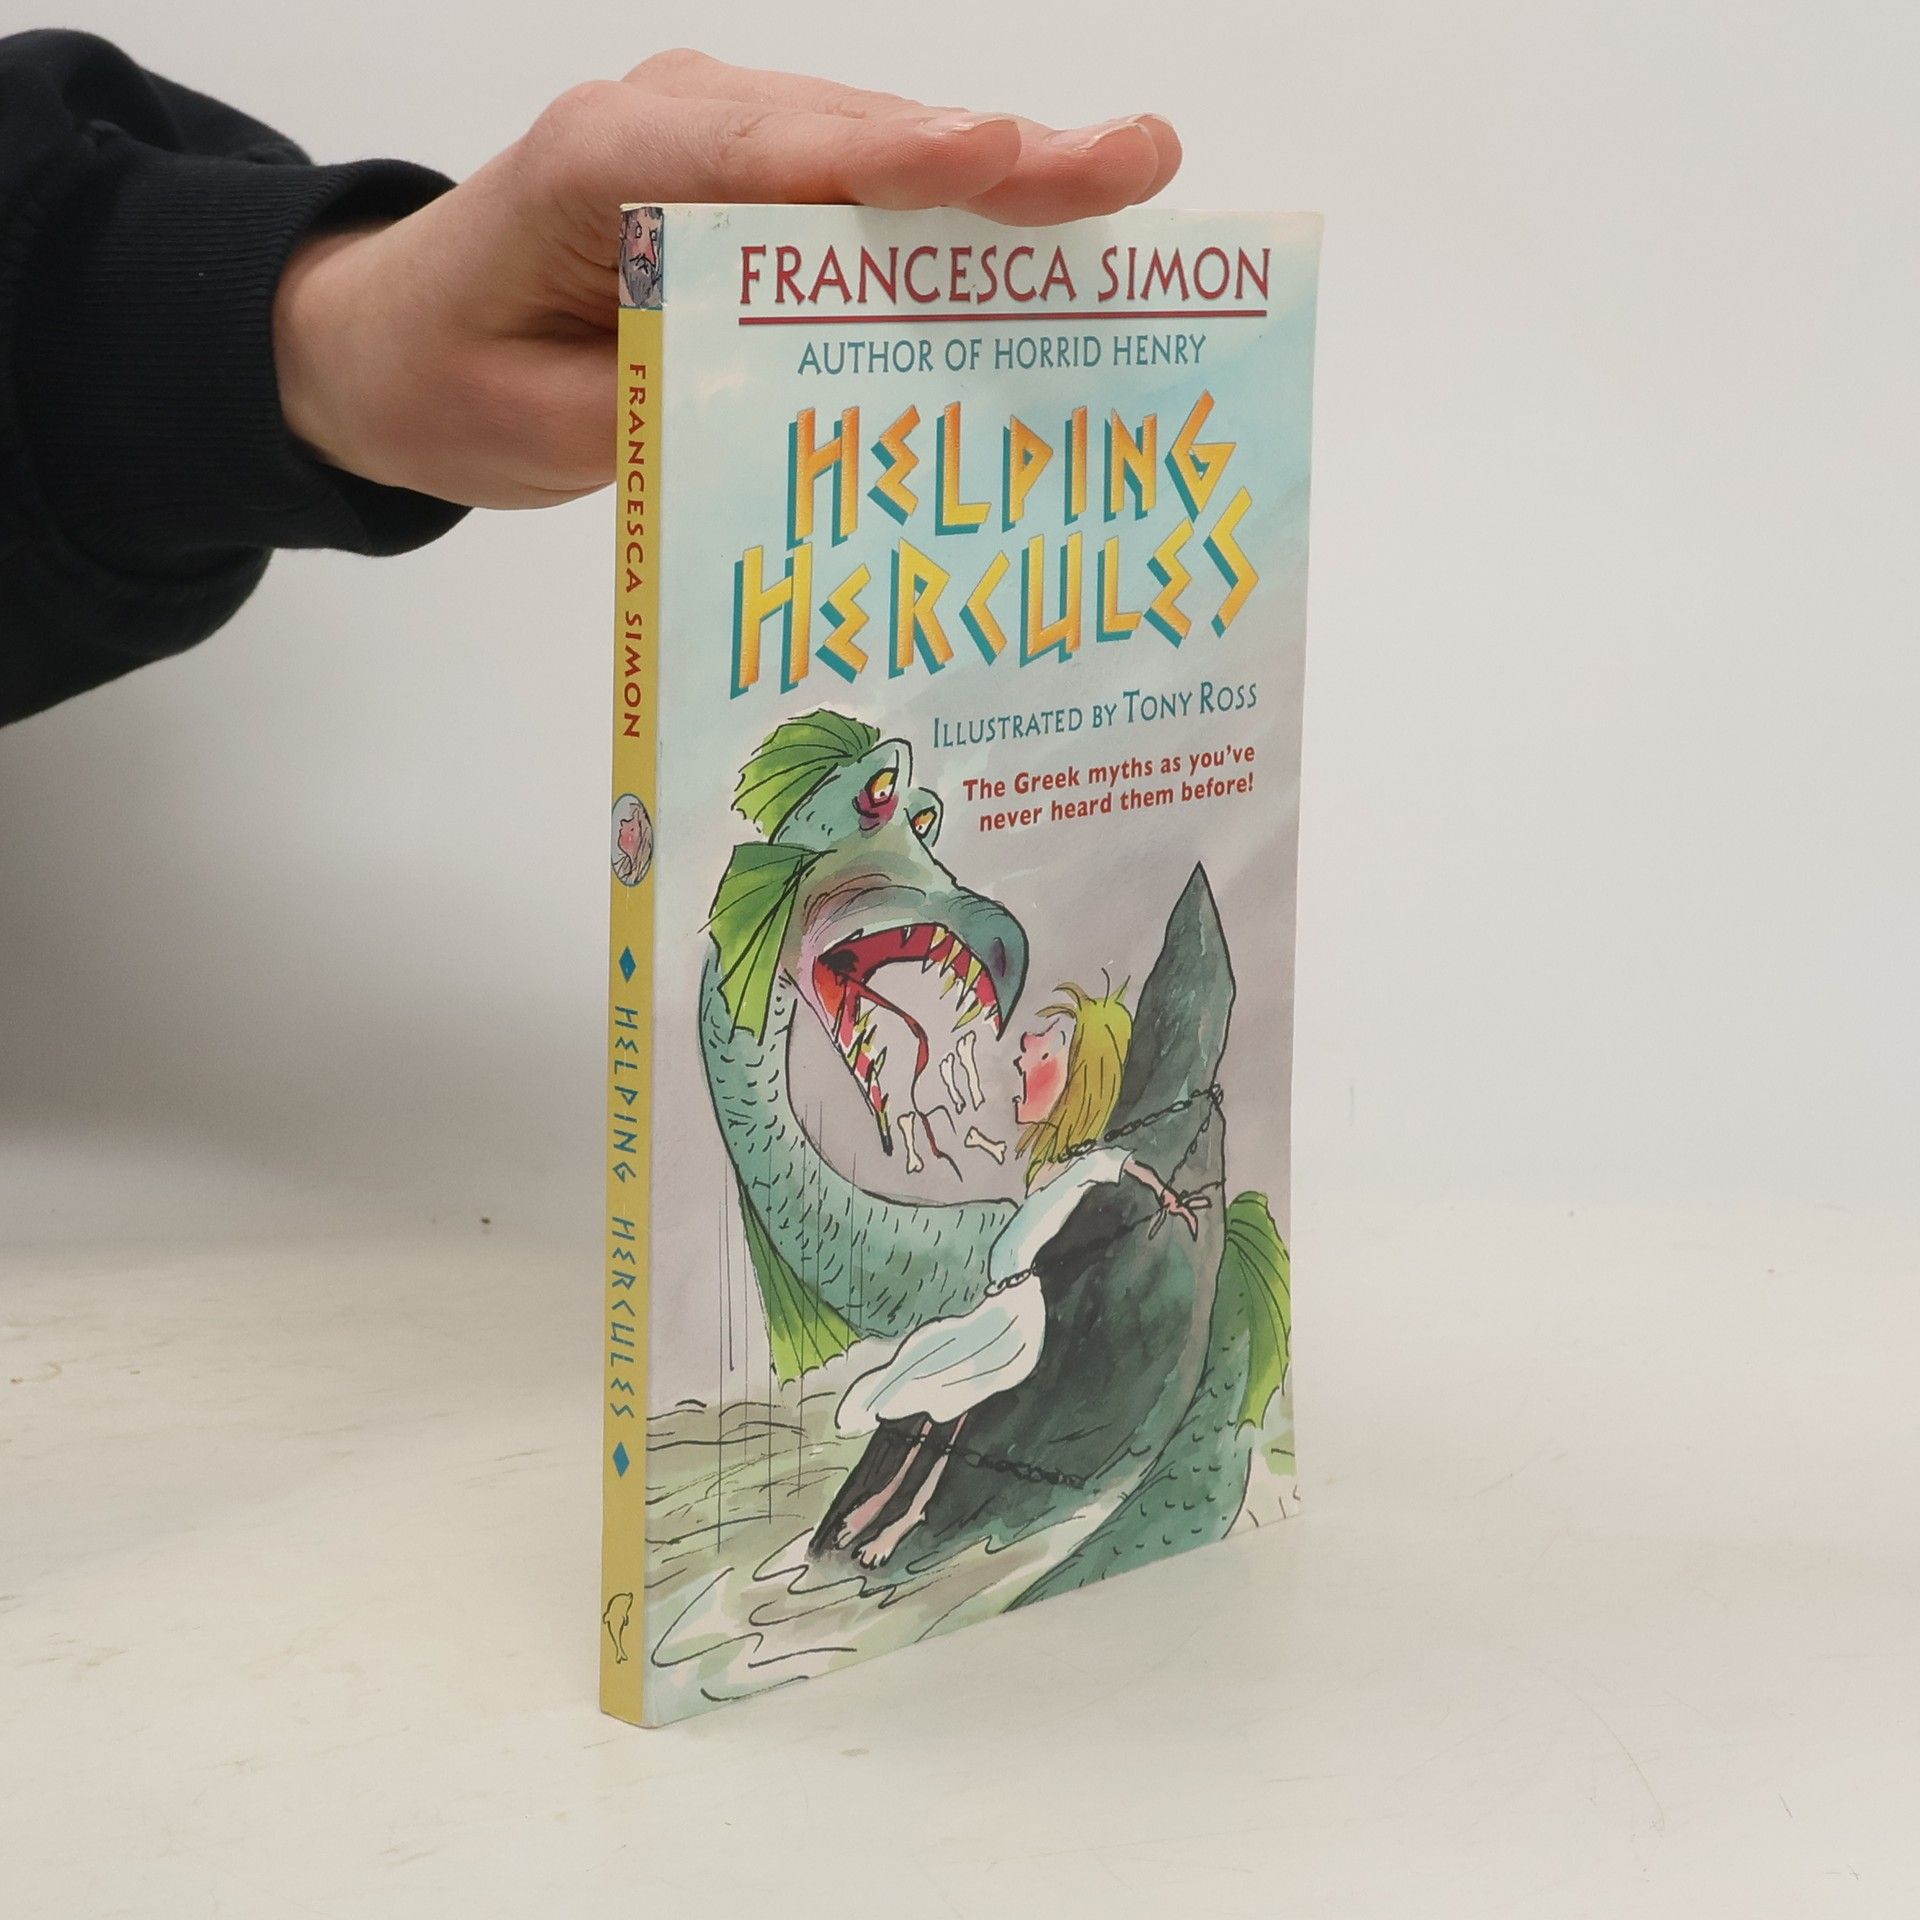 FRANCESCA SIMON
AUTHOR OF HORRID HENRY
HELPING
HERCULES
ILLUSTRATED BY TONY ROSS
The Greek myths as you've
never heard them before!
FRANCESCA SIMON
HELPING HERCULES